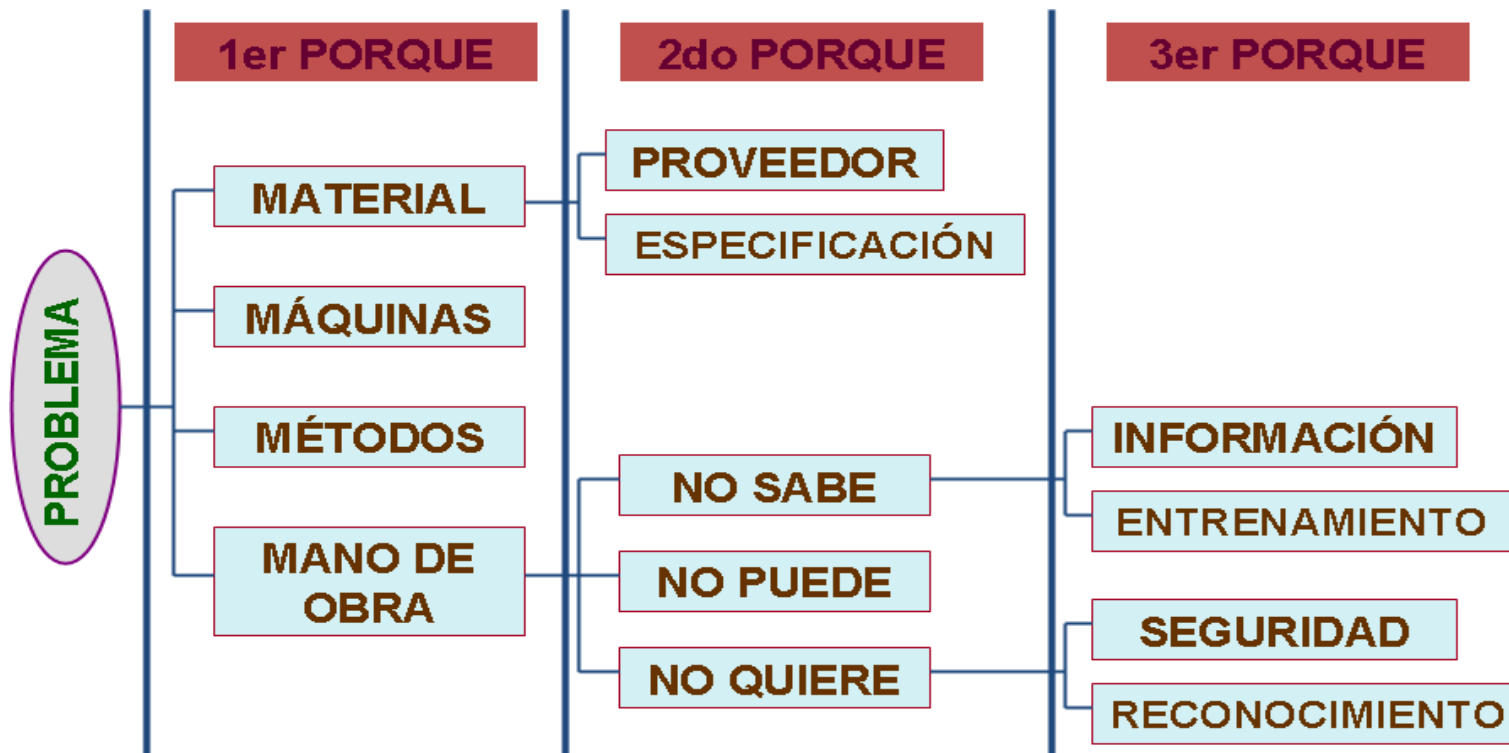 1er PORQUE
2do PORQUE
3er PORQUE
PROBLEMA
MATERIAL
MÁQUINAS
MÉTODOS
MANO DE
OBRA
PROVEEDOR
ESPECIFICACIÓN
NO SABE
NO PUEDE
NO QUIERE
INFORMACIÓN
ENTRENAMIENTO
SEGURIDAD
RECONOCIMIENTO